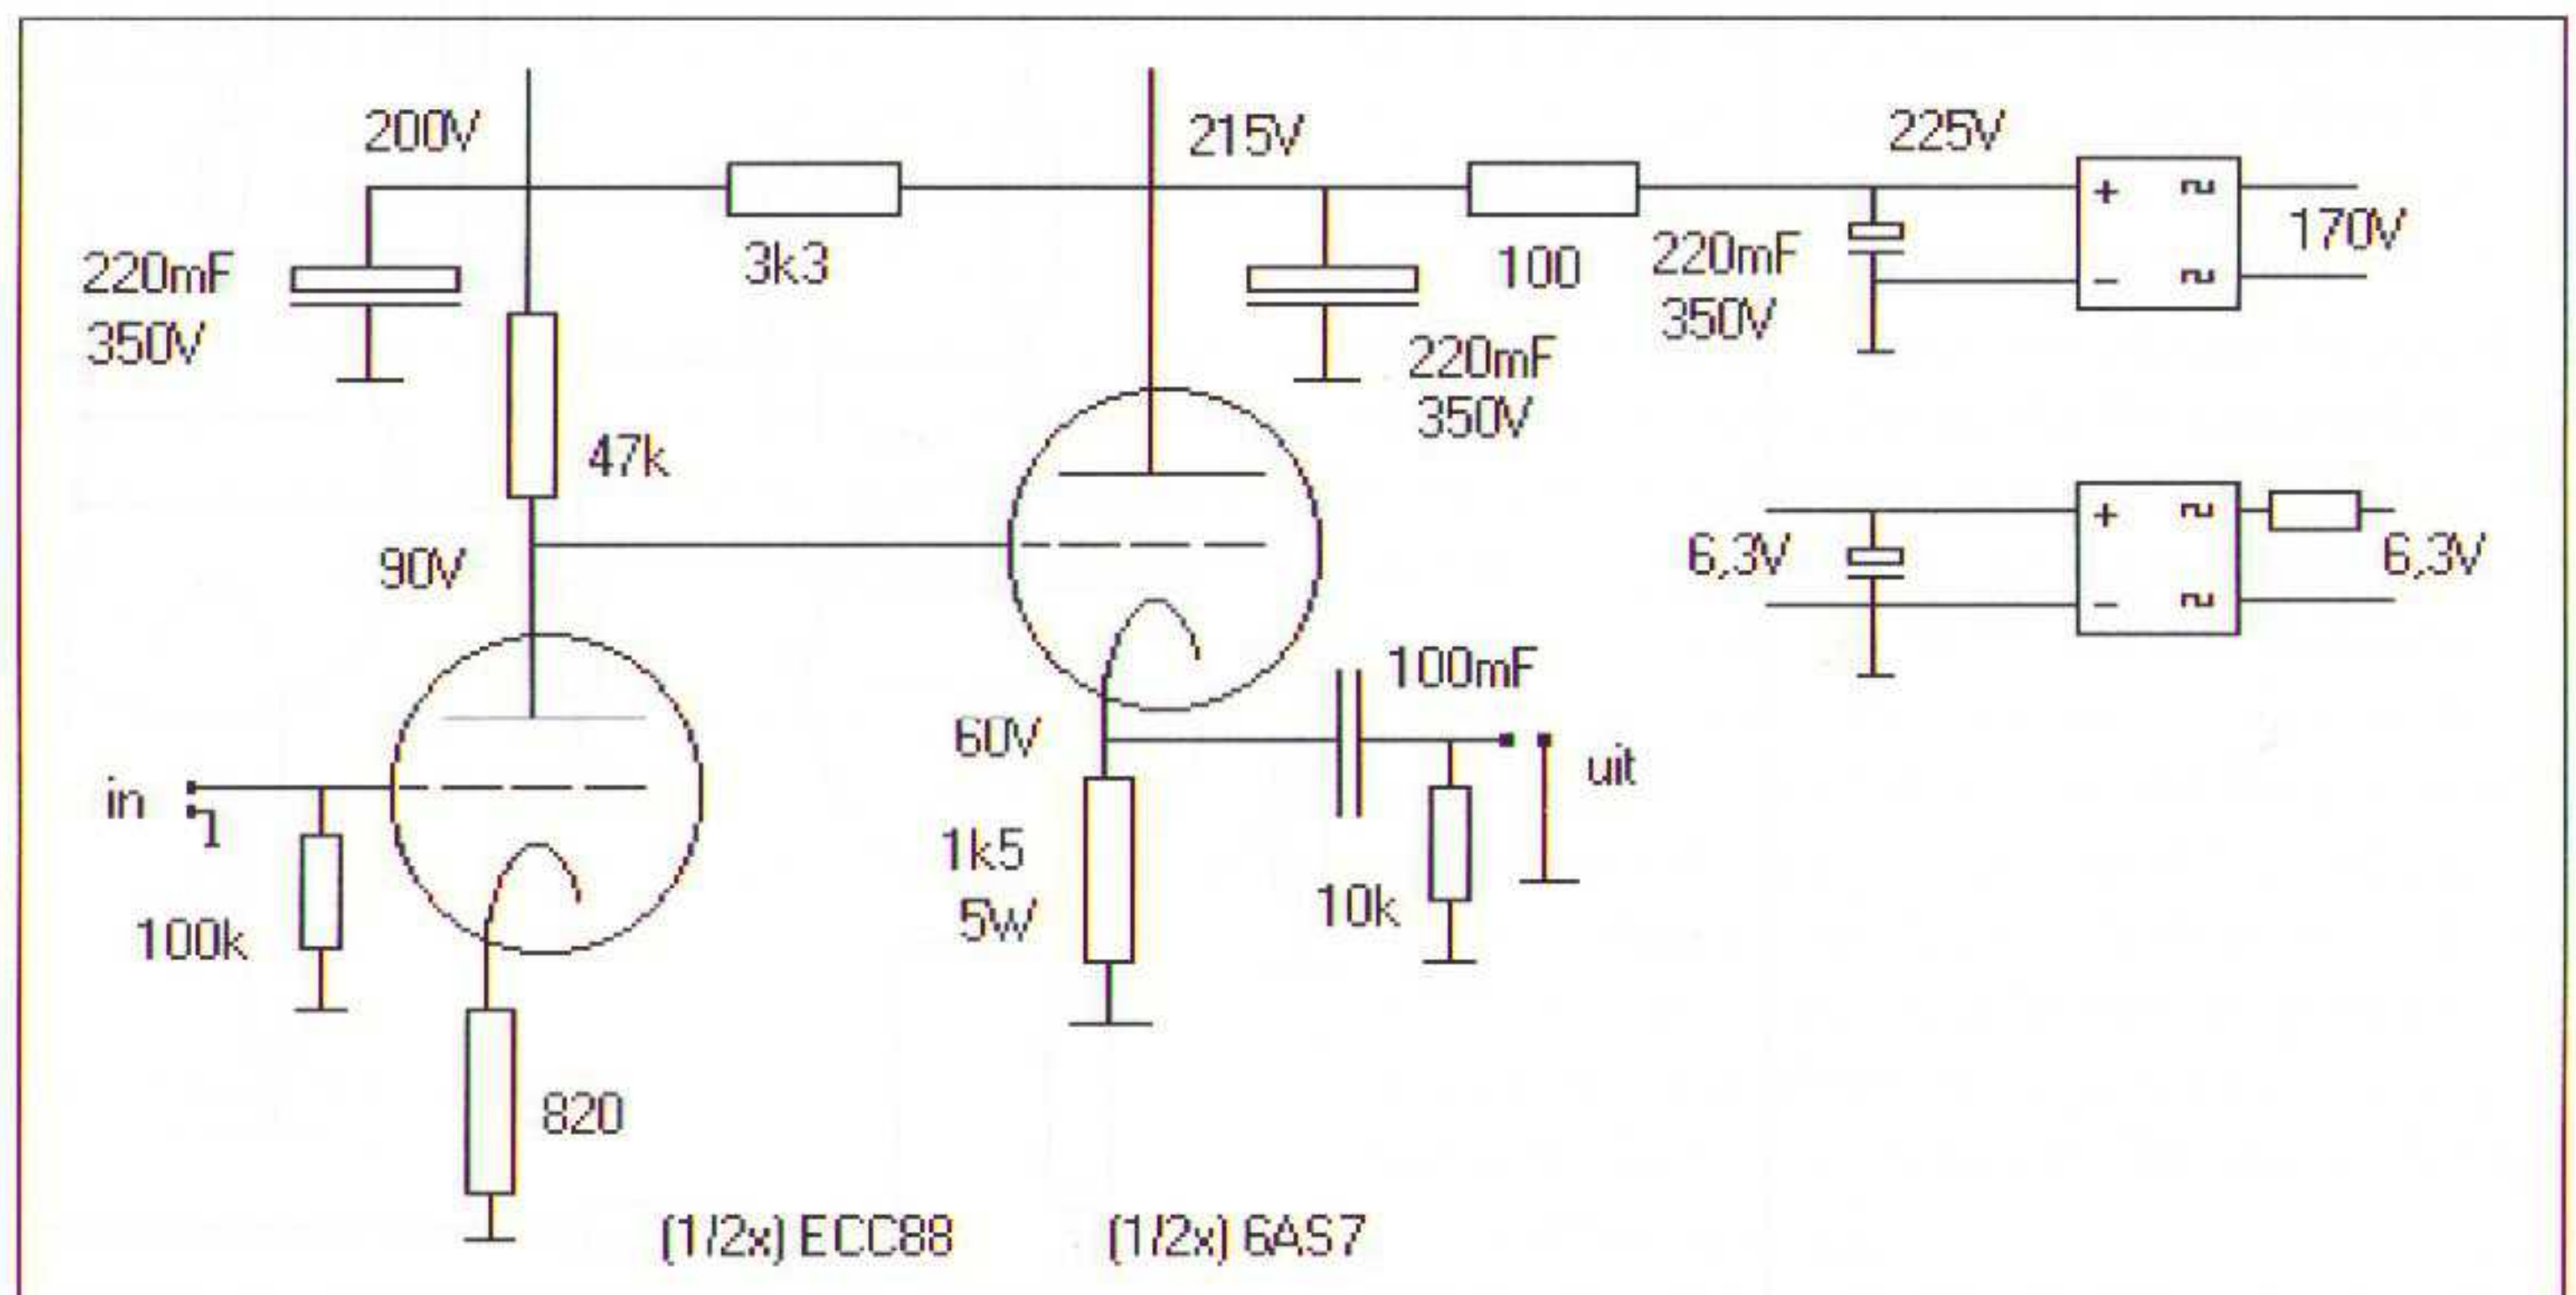 200V
215V
225V
220mF
350V
3k3
100
220mF
350V
170V
220mF
350V
47k
90V
6,3V
6,3V
100mF
60V
uit
in
1k5
5W
10k
100k
820
(1/2x) ECC88
(1/2x) 6AS7
+
-
+
-